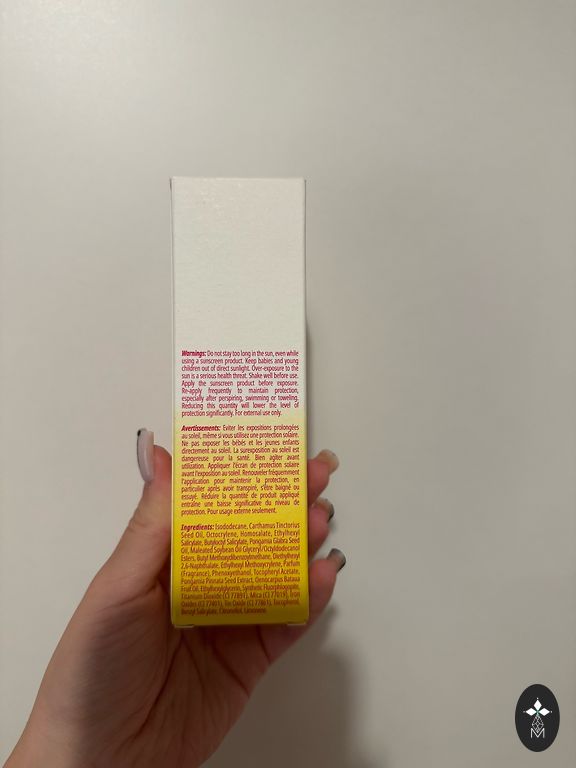 Warnings: Do not stay too long in the sun, even while
using a sunscreen product. Keep babies and young
children out of direct sunlight. Over-exposure to the
sun is a serious health threat. Shake well before use.
Apply the sunscreen product before exposure.
Re-apply frequently to maintain protection,
especially after perspiring, swimming or toweling.
Reducing this quantity will lower the level of
protection significantly. For external use only.
Avertissements: Eviter les expositions prolongées
au soleil, même si vous utilisez une protection solaire.
Ne pas exposer les bébés et les jeunes enfants
directement au soleil. La surexposition au soleil est
dangereuse pour la santé. Bien agiter avant
utilisation. Appliquer l'écran de protection solaire
avant l'exposition au soleil. Renouveler fréquemment
l'application pour maintenir la protection, en
particulier après avoir transpiré, s'être baigné ou
essuyé. Réduire la quantité de produit appliqué
entraîne une baisse significative du niveau de
protection. Pour usage externe seulement.
Ingredients: Isododecane, Carthamus Tinctorius
Seed Oil, Octocrylene, Homosalate, Ethylhexyl
Salicylate, Butyloctyl Salicylate, Pongamia Glabra Seed
Oil, Maleated Soybean Oil Glyceryl/Octyldodecanol
Esters, Butyl Methoxydibenzoylmethane, Diethylhexyl
2,6-Naphthalate, Ethylhexyl Methoxycrylene, Parfum
(Fragrance), Phenoxyethanol, Tocopheryl Acetate,
Pongamia Pinnata Seed Extract, Oenocarpus Bataua
Fruit Oil, Ethylhexylglycerin, Synthetic Fluorphlogopite,
Titanium Dioxide (CI 77891), Mica (CI 77019), Iron
Oxides (CI 77491), Tin Oxide (CI 77861), Tocopherol,
Benzyl Salicylate, Citronellol, Limonene.
M